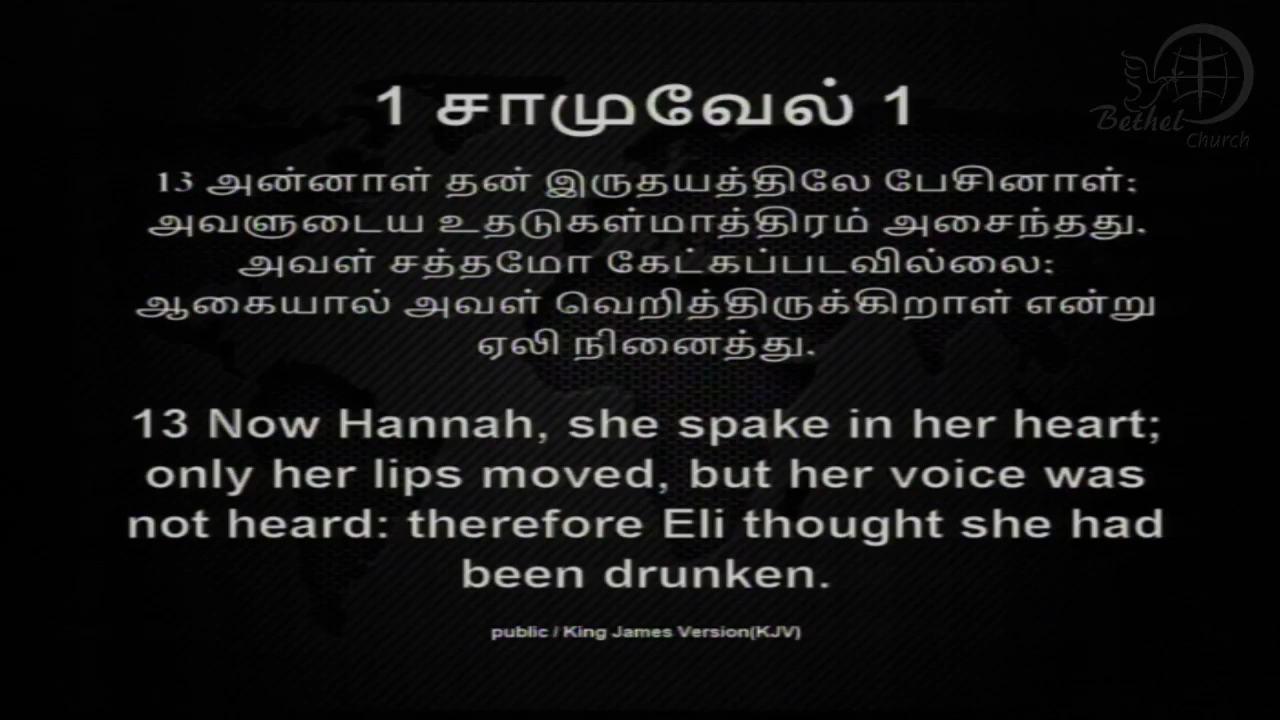 Bethel
Church
1 சாமுவேல் 1
13 அன்னாள் தன் இருதயத்திலே பேசினாள்:
அவளுடைய உதடுகள்மாத்திரம் அசைந்தது.
அவள் சத்தமோ கேட்கப்படவில்லை:
ஆகையால் அவள் வெறித்திருக்கிறாள் என்று
ஏலி நினைத்து.
13 Now Hannah, she spake in her heart;
only her lips moved, but her voice was
not heard: therefore Eli thought she had
been drunken.
public / King James Version(KJV)